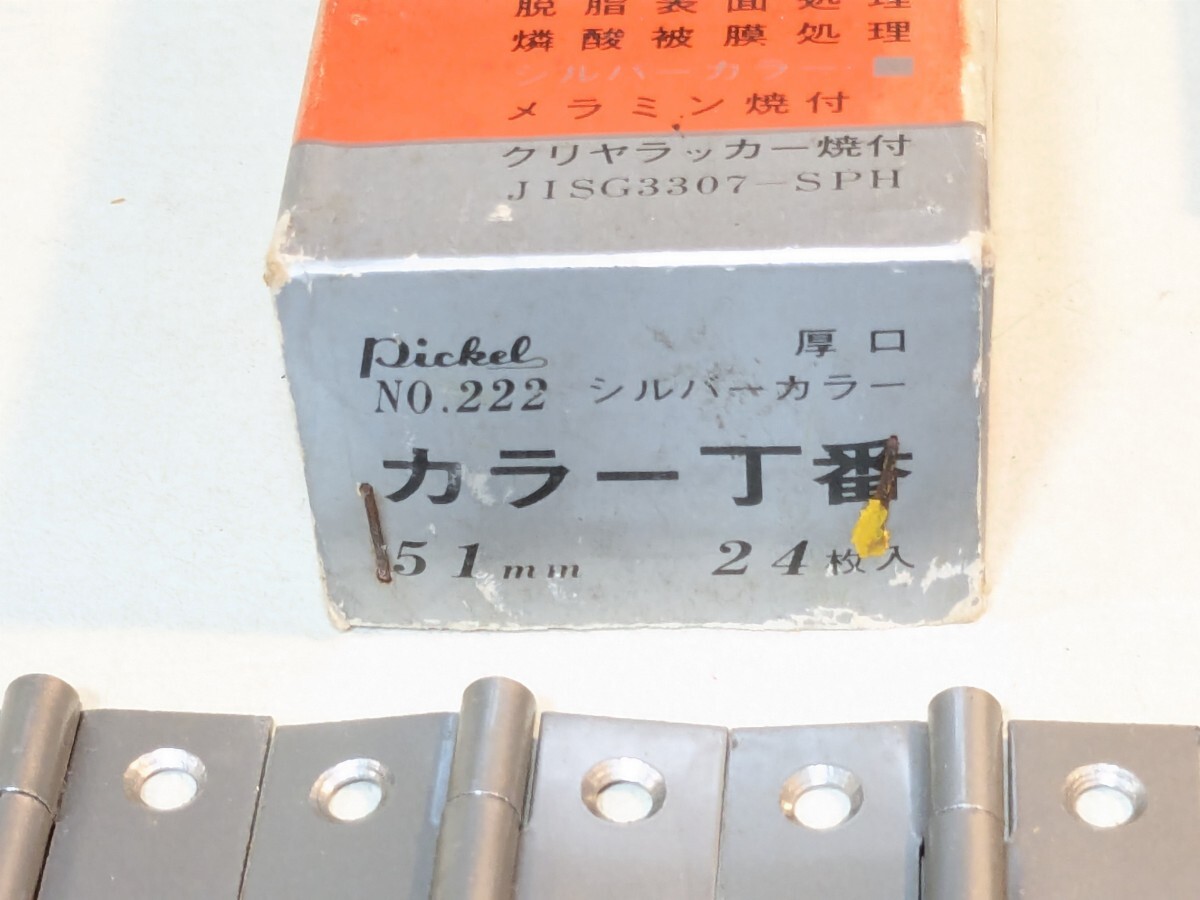 脱脂表面処理
燐酸被膜処理
シルバーカラー
メラミン焼付
クリヤラッカー焼付
JISG3307-SPH
Pickel 厚口
NO.222 シルバーカラー
カラー丁番
51mm 24枚入